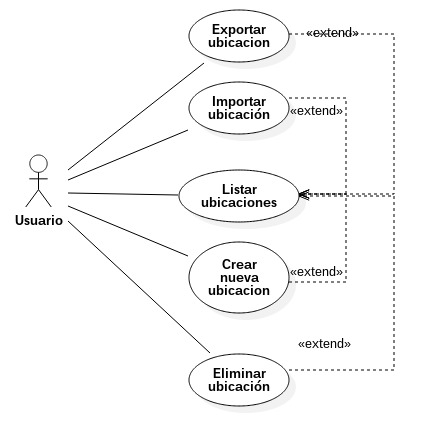 Exportar
ubicacion
«extend»
Importar
ubicación
«extend»
Usuario
Listar
ubicaciones
Crear
nueva
ubicacion
«extend»
«extend»
Eliminar
ubicación